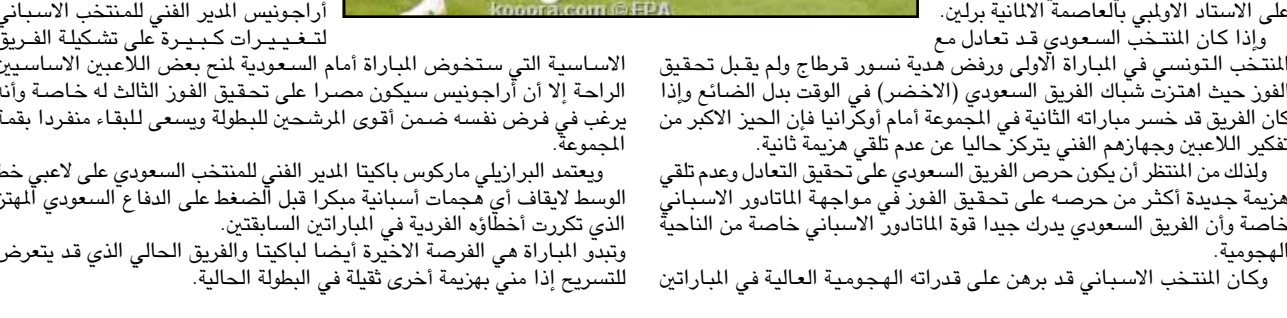 kooora.com @ EPA
على الاستاد الاولمبي بالعاصمة الالمانية برلين.
وإذا كان المنتخب السعودي قد تعادل مع
المنتخب التونسي في المباراة الاولى ورفض هدية نسور قرطاج ولم يقبل تحقيق
الفوز حيث اهتزت شباك الفريق السعودي (الاخضر) في الوقت بدل الضائع وإذا
كان الفريق قد خسر مباراته الثانية في المجموعة أمام أوكرانيا فإن الحيز الاكبر من
تفكير اللاعبين وجهازهم الفني يتركز حاليا عن عدم تلقي هزيمة ثانية.
ولذلك من المنتظر أن يكون حرص الفريق السعودي على تحقيق التعادل وعدم تلقي
هزيمة جديدة أكثر من حرصه على تحقيق الفوز في مواجهة الماتادور الاسباني
خاصة وأن الفريق السعودي يدرك جيدا قوة الماتادور الاسباني خاصة من الناحية
الهجومية.
وكان المنتخب الاسباني قد برهن على قدراته الهجومية العالية في المباراتين
أراجونيس المدير الفني للمنتخب الاسباني
لتغييرات كبيرة على تشكيلة الفريق
الاساسية التي ستخوض المباراة أمام السعودية لمنح بعض اللاعبين الاساسيين
الراحة إلا أن أراجونيس سيكون مصرا على تحقيق الفوز الثالث له خاصة وأنه
يرغب في فرض نفسه ضمن أقوى المرشحين للبطولة ويسعى للبقاء منفردا بقمة
المجموعة.
ويعتمد البرازيلي ماركوس باكيتا المدير الفني للمنتخب السعودي على لاعبي خط
الوسط لايقاف أي هجمات أسبانية مبكرا قبل الضغط على الدفاع السعودي المهتز
الذي تكررت أخطاؤه الفردية في المباراتين السابقتين.
وتبدو المباراة هي الفرصة الاخيرة أيضا لباكيتا والفريق الحالي الذي قد يتعرض
للتسريح إذا مني بهزيمة أخرى ثقيلة في البطولة الحالية.